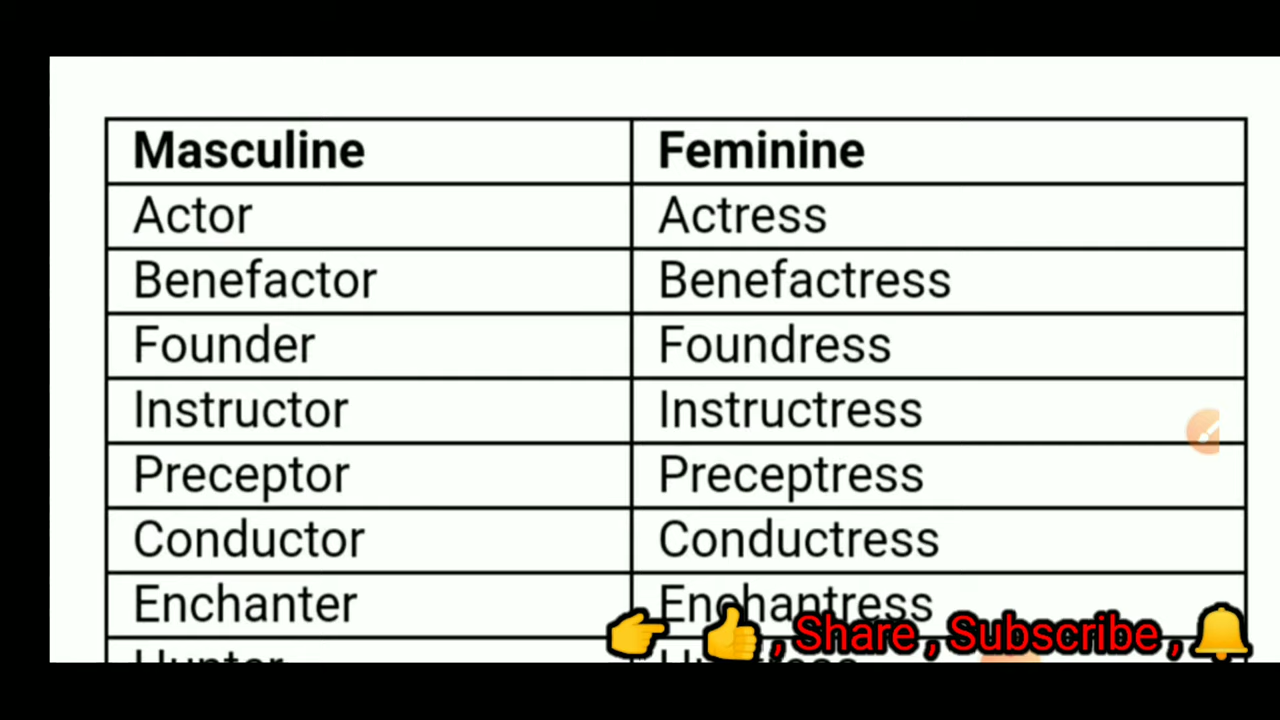 Masculine Feminine
Actor Actress
Benefactor Benefactress
Founder Foundress
Instructor Instructress
Preceptor Preceptress
Conductor Conductress
Enchanter Enchantress
👉 👍, Share, Subscribe, 🔔